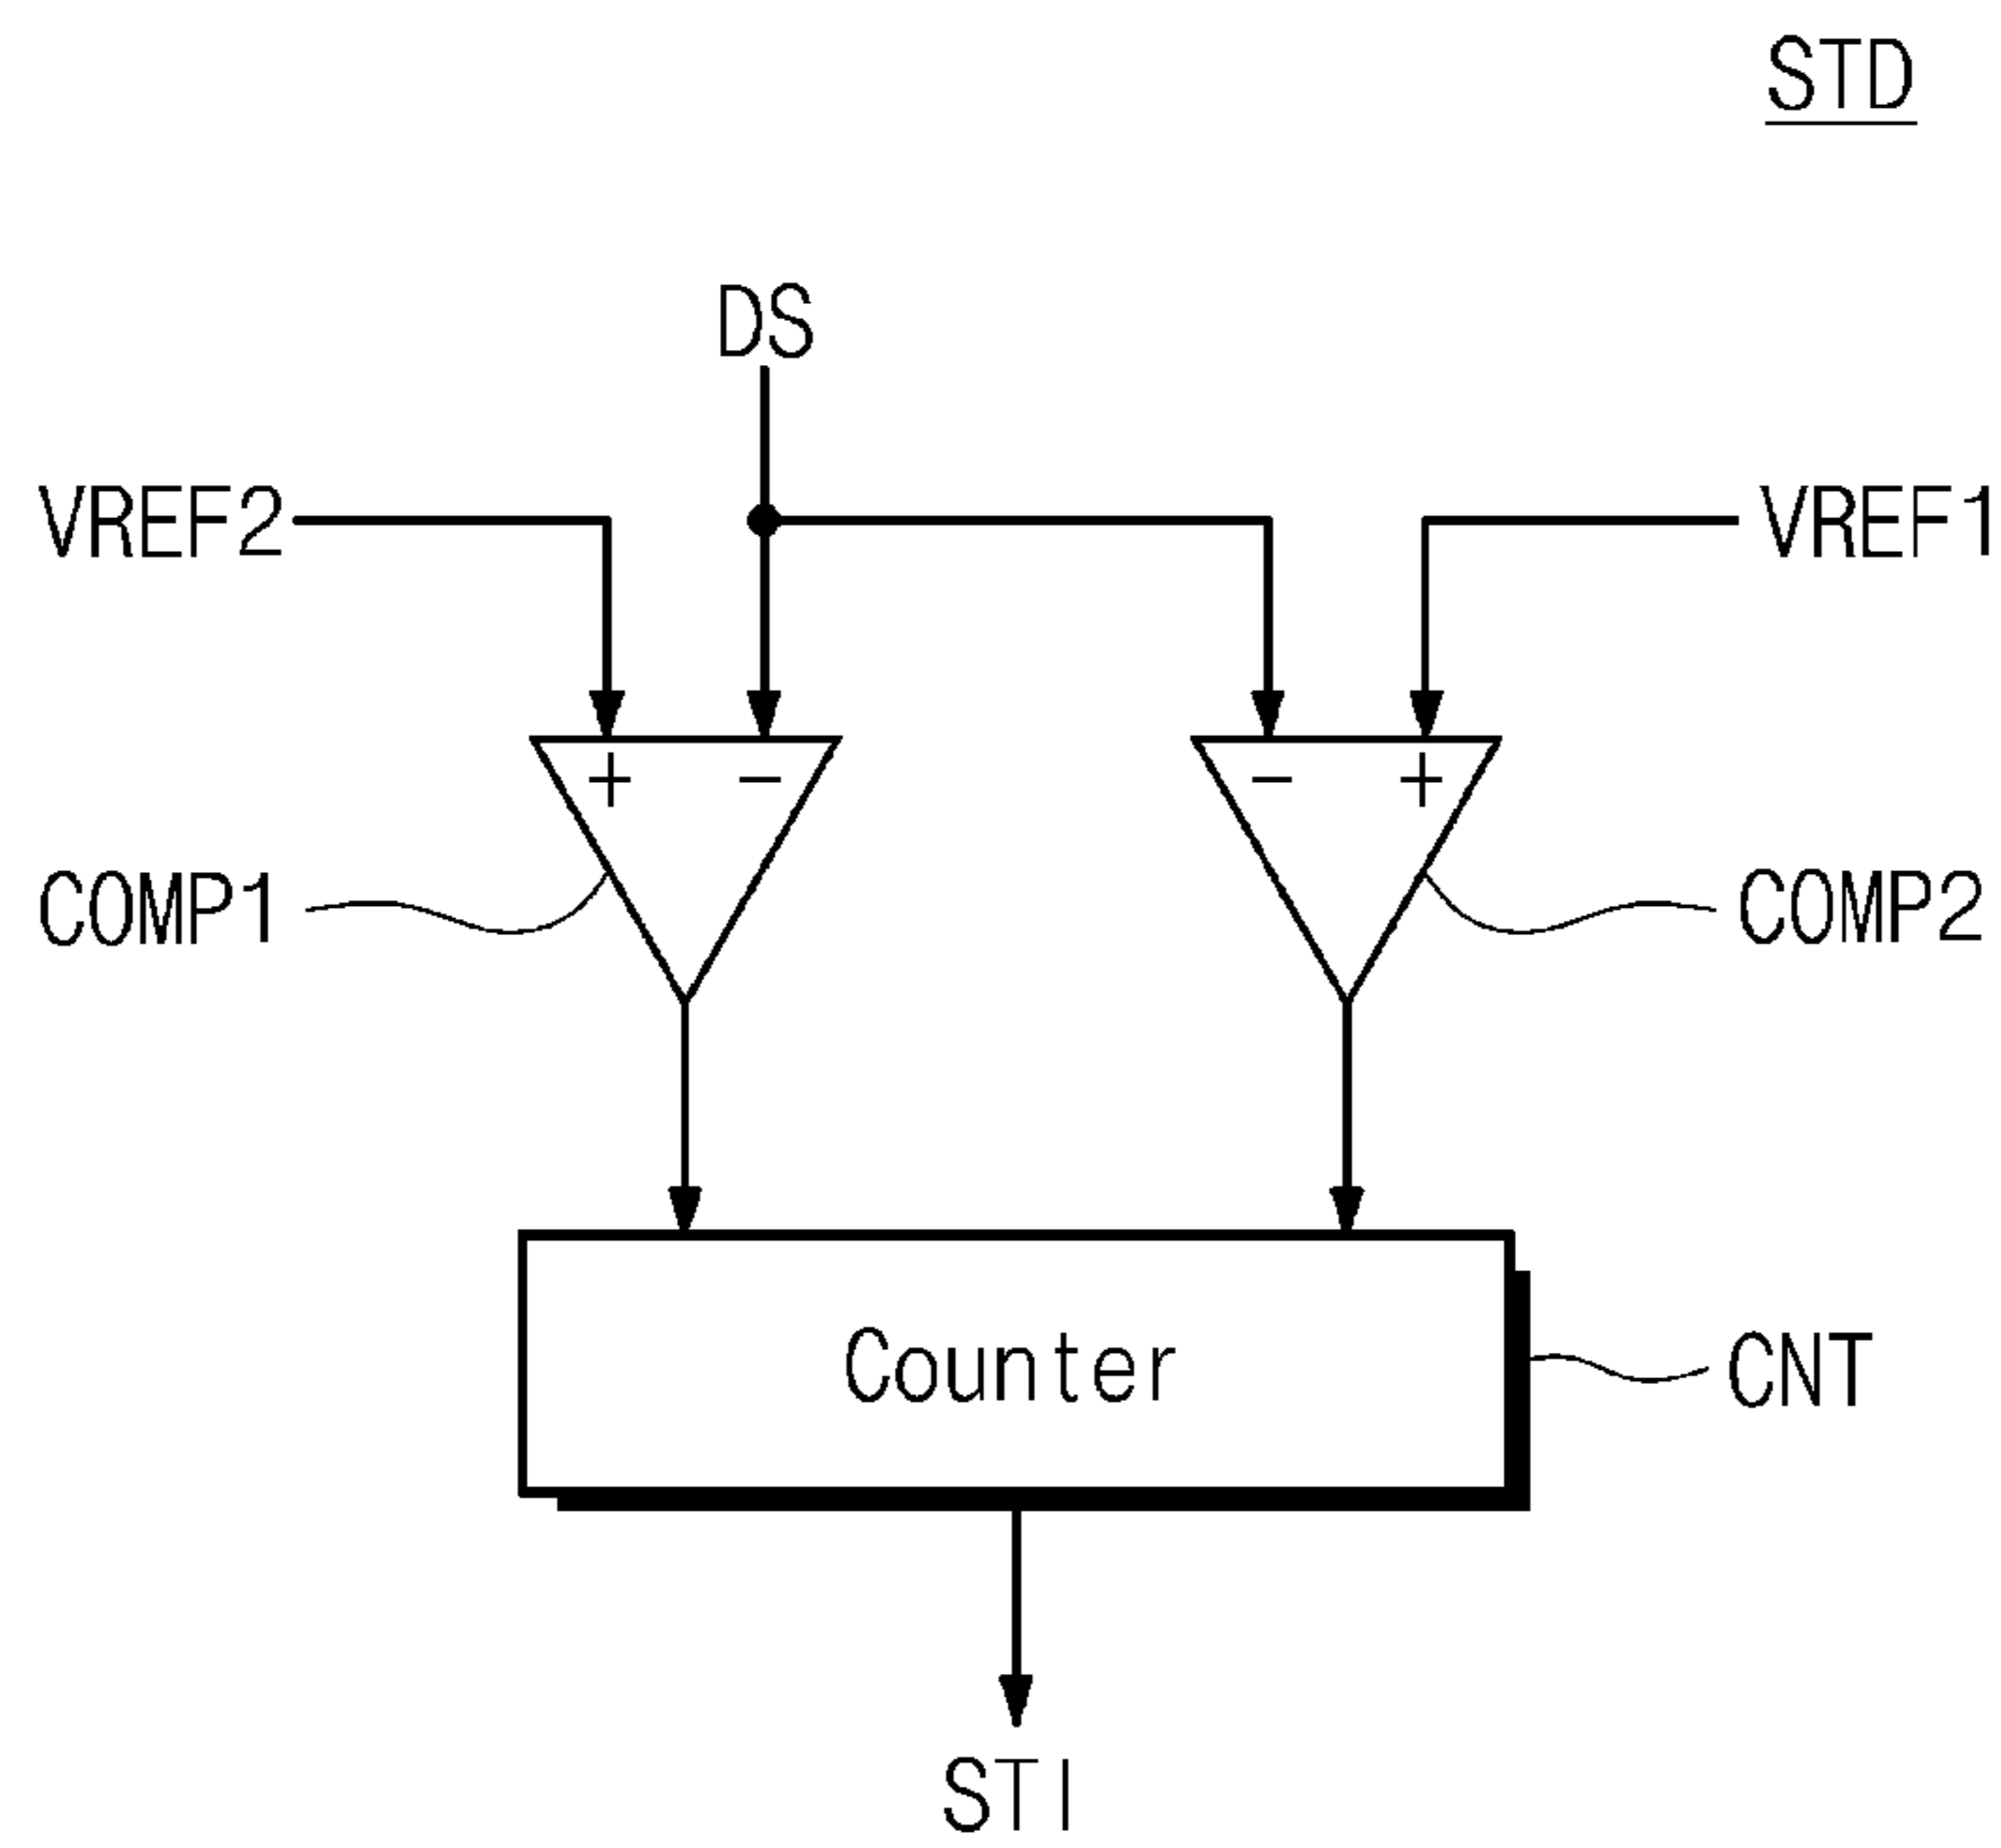 STD
DS
VREF2
VREF1
+ −
− +
COMP1
COMP2
Counter
CNT
STI